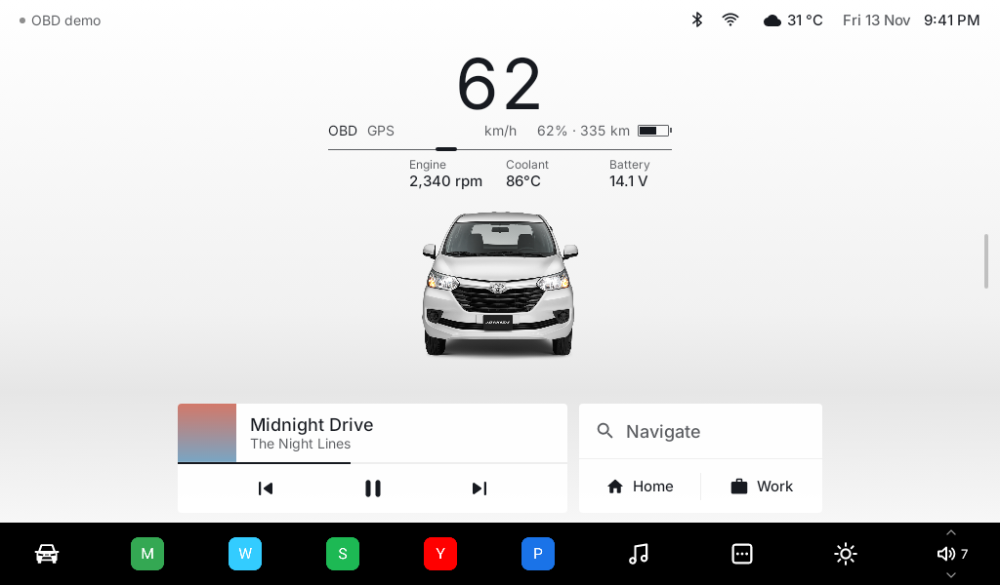 OBD demo
31 °C Fri 13 Nov 9:41 PM
62
OBD GPS km/h 62% · 335 km
Engine Coolant Battery
2,340 rpm 86°C 14.1 V
Midnight Drive
The Night Lines
Navigate
Home Work
M W S Y P 7